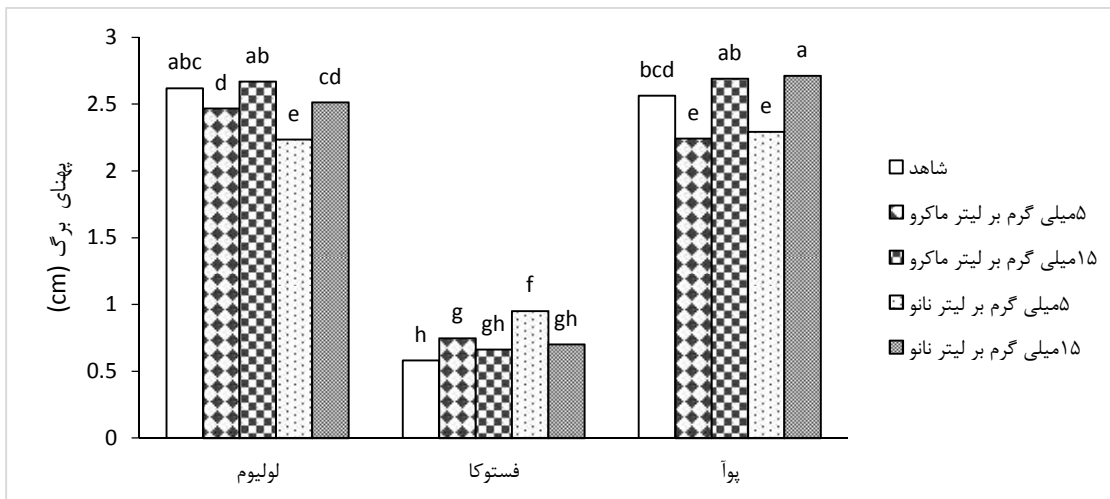 3
2.5
2
1.5
1
0.5
0
پهنای برگ (cm)
abc
d
ab
e
cd
h
g
gh
f
gh
bcd
e
ab
e
a
لولیوم
فستوکا
پوآ
شاهد
۵میلی گرم بر لیتر ماکرو
۱۵میلی گرم بر لیتر ماکرو
۵میلی گرم بر لیتر نانو
۱۵میلی گرم بر لیتر نانو